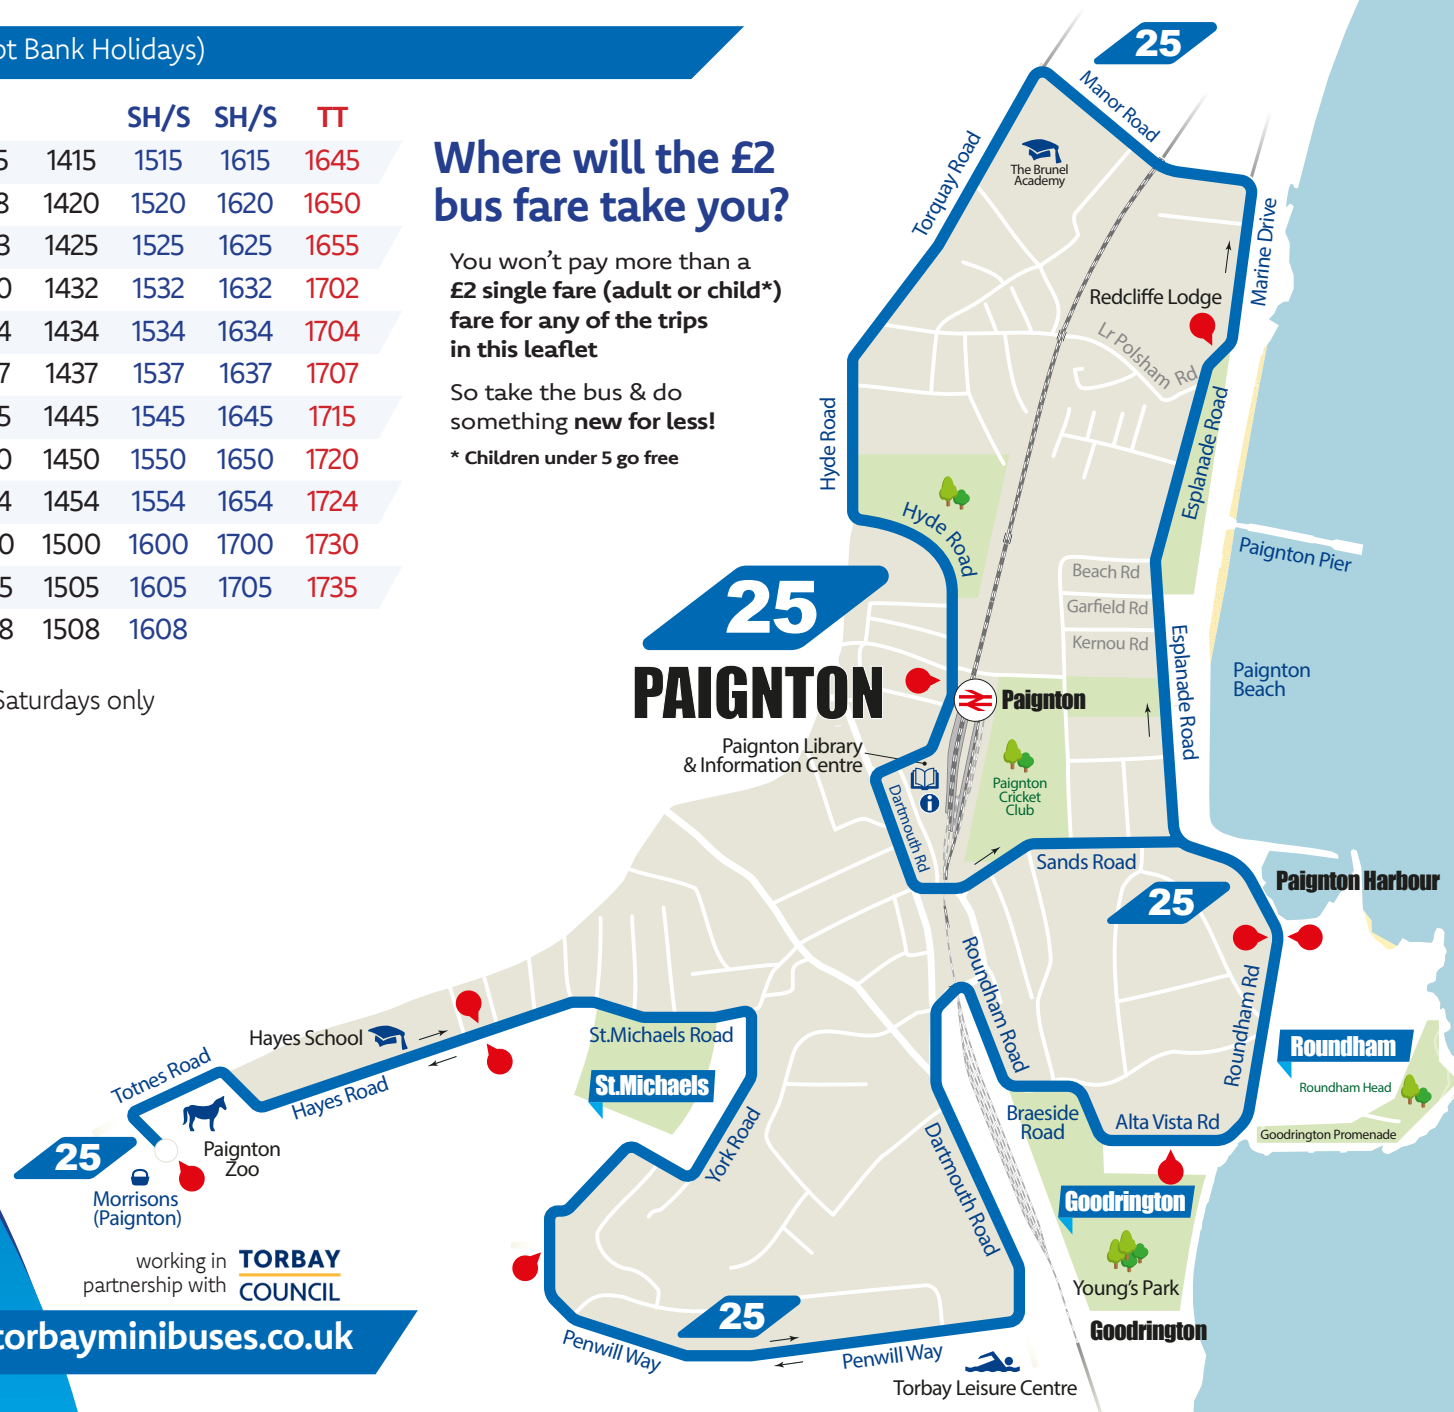 ot Bank Holidays)
SH/S SH/S TT
5 1415 1515 1615 1645
8 1420 1520 1620 1650
3 1425 1525 1625 1655
0 1432 1532 1632 1702
4 1434 1534 1634 1704
7 1437 1537 1637 1707
5 1445 1545 1645 1715
0 1450 1550 1650 1720
4 1454 1554 1654 1724
0 1500 1600 1700 1730
5 1505 1605 1705 1735
8 1508 1608
Saturdays only
Where will the £2
bus fare take you?
You won't pay more than a
£2 single fare (adult or child*)
fare for any of the trips
in this leaflet
So take the bus & do
something new for less!
* Children under 5 go free
25
Manor Road
Torquay Road
The Brunel
Academy
Marine Drive
Redcliffe Lodge
Lr Polsham Rd
Hyde Road
Esplanade Road
Hyde Road
Paignton Pier
Beach Rd
Garfield Rd
Kernou Rd
25
PAIGNTON
Esplanade Road
Paignton
Beach
Paignton
Paignton Library
& Information Centre
Paignton
Cricket
Club
Dartmouth Rd
Sands Road
25
Paignton Harbour
Roundham Road
Roundham Rd
Roundham
Roundham Head
Goodrington Promenade
Hayes School
St.Michaels Road
St.Michaels
Totnes Road
Hayes Road
25
Paignton
Zoo
Morrisons
(Paignton)
York Road
Dartmouth Road
Braeside
Road
Alta Vista Rd
Goodrington
Young's Park
Goodrington
25
Penwill Way
Penwill Way
Torbay Leisure Centre
working in
partnership with
TORBAY
COUNCIL
torbayminibuses.co.uk